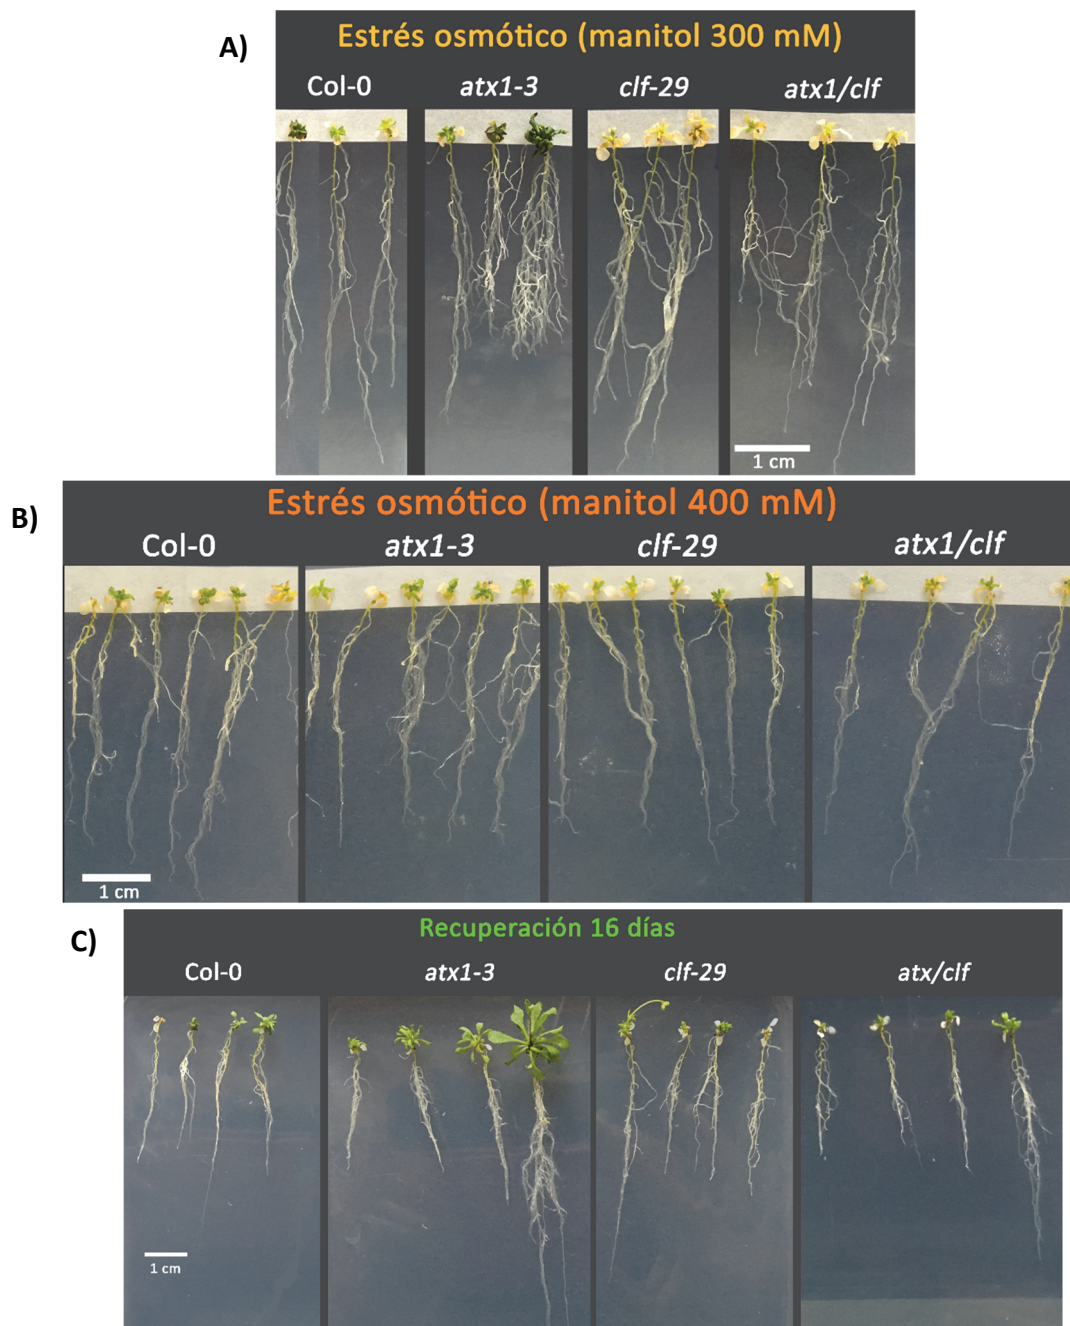 A)
Estrés osmótico (manitol 300 mM)
Col-0 atx1-3 clf-29 atx1/clf
1 cm
B)
Estrés osmótico (manitol 400 mM)
Col-0 atx1-3 clf-29 atx1/clf
1 cm
C)
Recuperación 16 días
Col-0 atx1-3 clf-29 atx/clf
1 cm